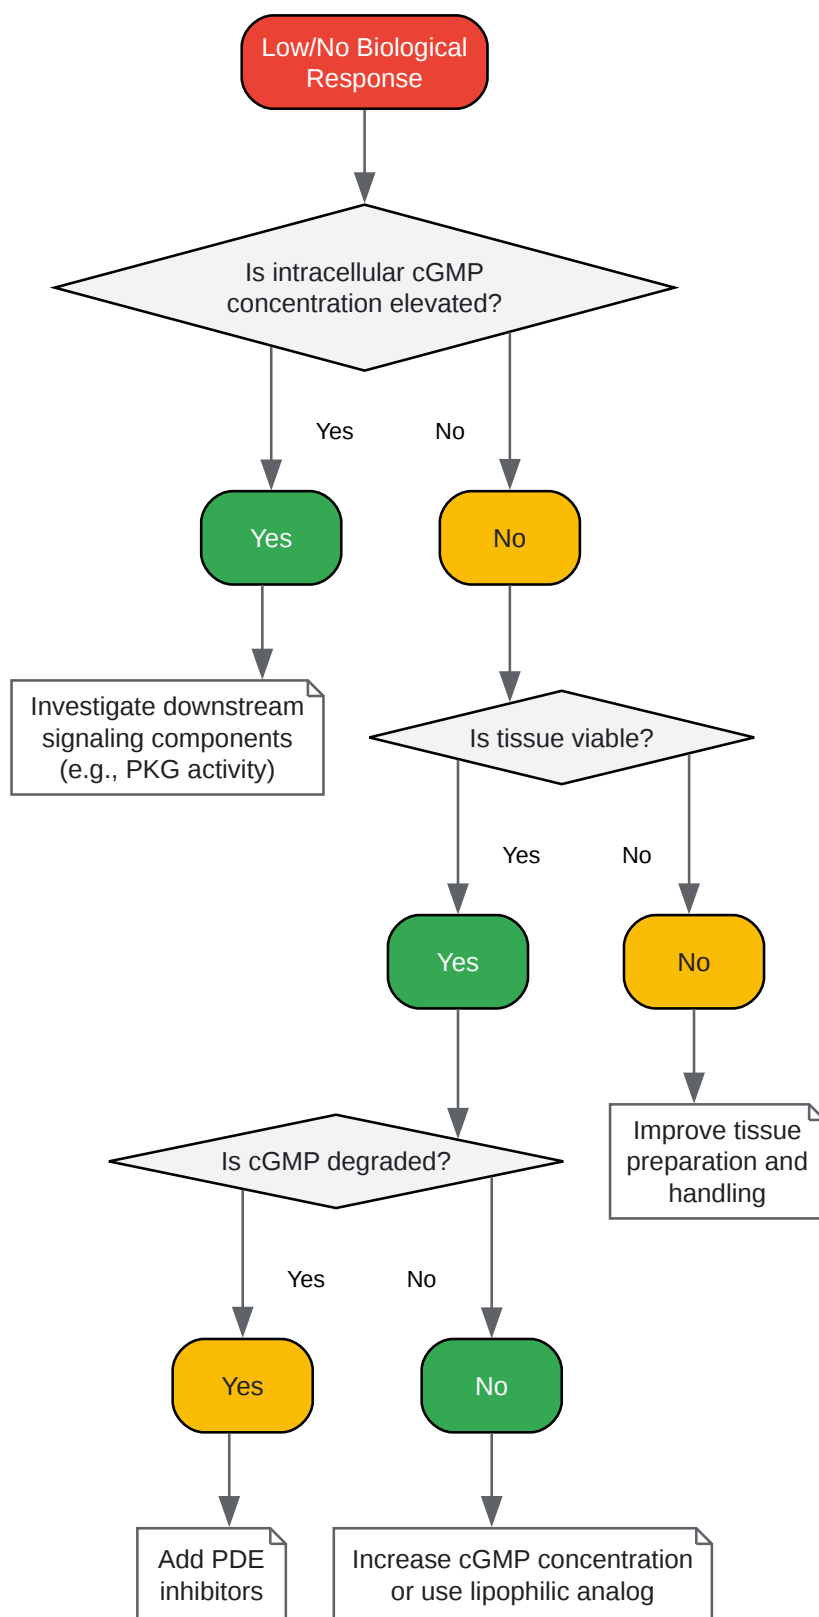 Low/No Biological
Response
Is intracellular cGMP
concentration elevated?
Yes
No
Yes
No
Investigate downstream
signaling components
(e.g., PKG activity)
Is tissue viable?
Yes
No
Yes
No
Improve tissue
preparation and
handling
Is cGMP degraded?
Yes
No
Yes
No
Add PDE
inhibitors
Increase cGMP concentration
or use lipophilic analog